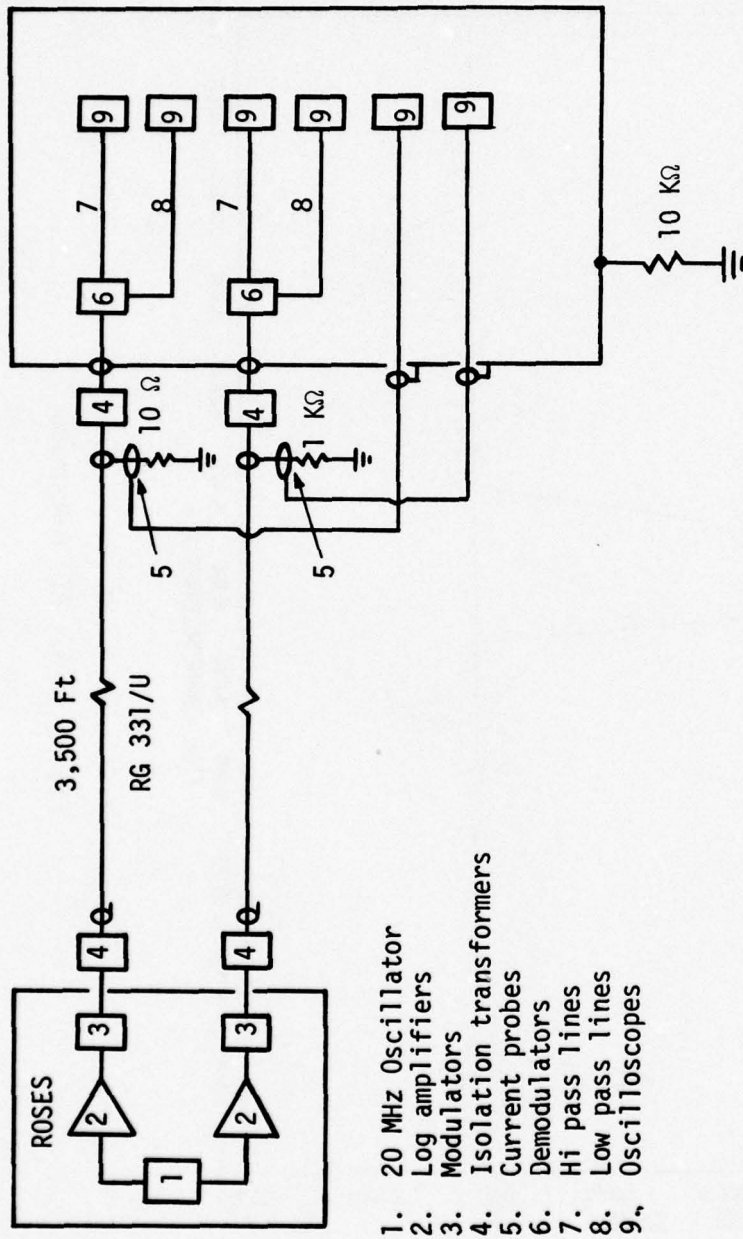 ROSES
1
2
2
3
3
4
4
3,500 Ft
RG 331/U
5
5
10 Ω
1 KΩ
4
4
6
6
7
8
7
8
9
9
9
9
9
9
10 KΩ
1. 20 MHz Oscillator
2. Log amplifiers
3. Modulators
4. Isolation transformers
5. Current probes
6. Demodulators
7. Hi pass lines
8. Low pass lines
9., Oscilloscopes